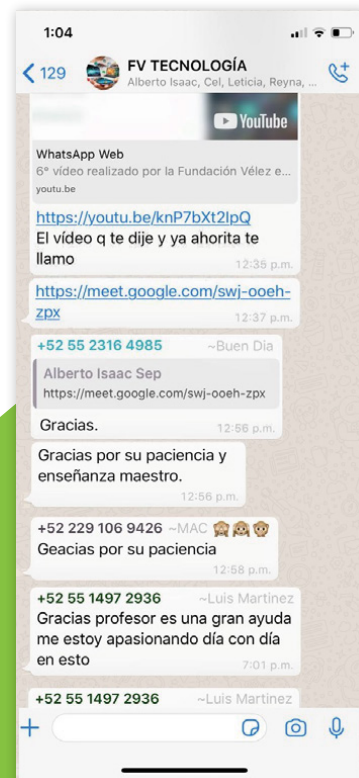 1:04
129
FV TECNOLOGÍA
Alberto Isaac, Cel, Leticia, Reyna, ...
YouTube
WhatsApp Web
6° vídeo realizado por la Fundación Vélez e...
youtu.be
https://youtu.be/knP7bXt2lpQ
El vídeo q te dije y ya ahorita te
llamo
12:35 p.m.
https://meet.google.com/swj-ooeh-
zpx
12:37 p.m.
+52 55 2316 4985 ~Buen Dia
Alberto Isaac Sep
https://meet.google.com/swj-ooeh-zpx
Gracias.
12:56 p.m.
Gracias por su paciencia y
enseñanza maestro.
12:56 p.m.
+52 229 106 9426 ~MAC 🙈🙉🙊
Geacias por su paciencia
12:58 p.m.
+52 55 1497 2936 ~Luis Martinez
Gracias profesor es una gran ayuda
me estoy apasionando día con día
en esto
7:01 p.m.
+52 55 1497 2936 ~Luis Martinez